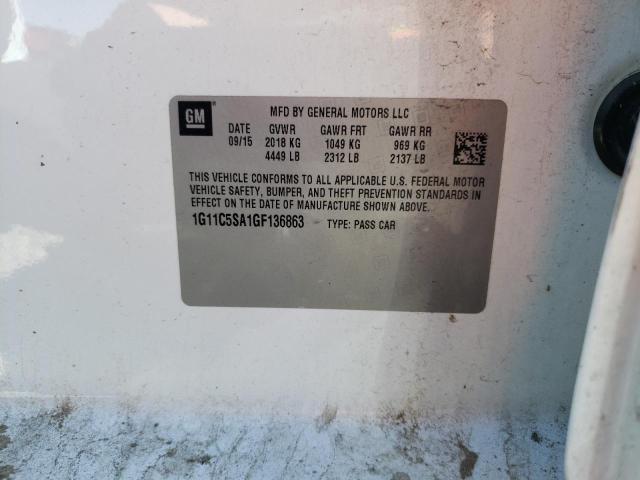 GM
MFD BY GENERAL MOTORS LLC
DATE GVWR GAWR FRT GAWR RR
09/15 2018 KG 1049 KG 969 KG
4449 LB 2312 LB 2137 LB
THIS VEHICLE CONFORMS TO ALL APPLICABLE U.S. FEDERAL MOTOR
VEHICLE SAFETY, BUMPER, AND THEFT PREVENTION STANDARDS IN
EFFECT ON THE DATE OF MANUFACTURE SHOWN ABOVE.
1G11C5SA1GF136863 TYPE: PASS CAR